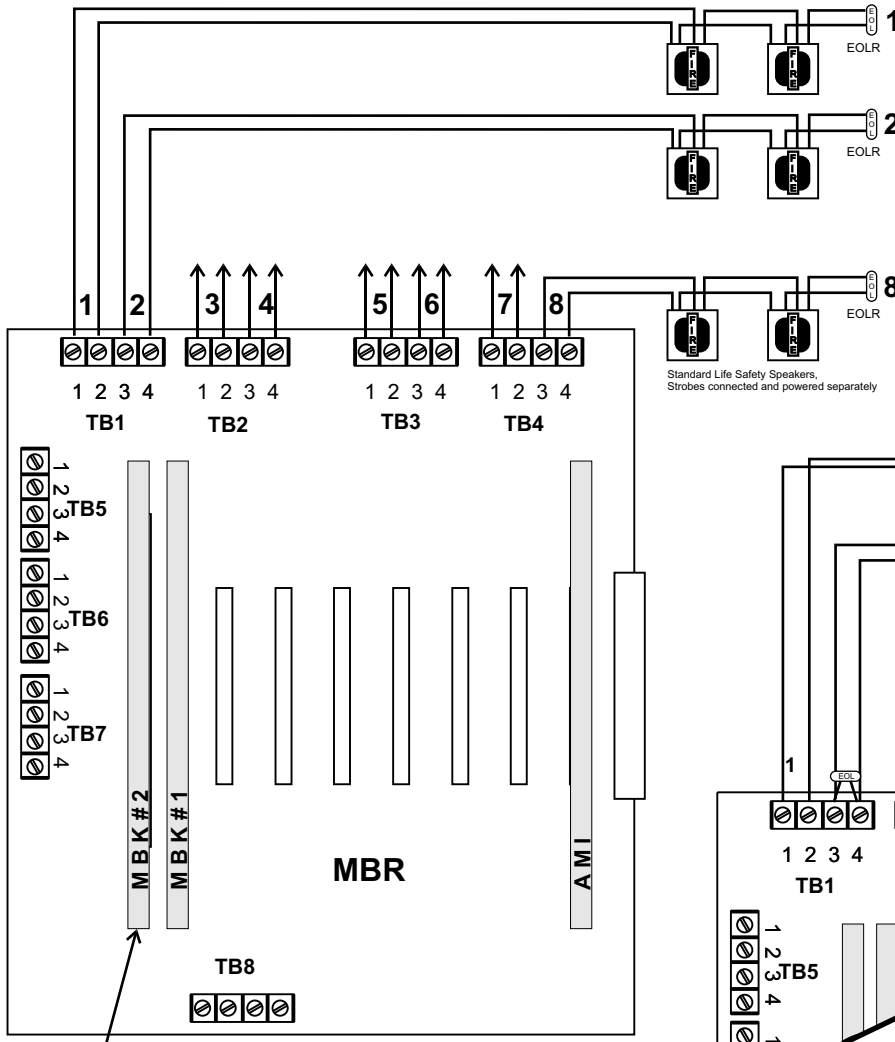 EOL 1
EOLR
FIRE FIRE
EOL 2
EOLR
FIRE FIRE
EOL 8
EOLR
FIRE FIRE
Standard Life Safety Speakers,
Strobes connected and powered separately
1 2 3 4 5 6 7 8
1 2 3 4 1 2 3 4 1 2 3 4 1 2 3 4
TB1 TB2 TB3 TB4
1 2 3 4
TB5
1 2 3 4
TB6
1 2 3 4
TB7
MBK#2
MBK#1
MBR
AMI
TB8
1
EOL
1 2 3 4
TB1
1 2 3 4
TB5
1